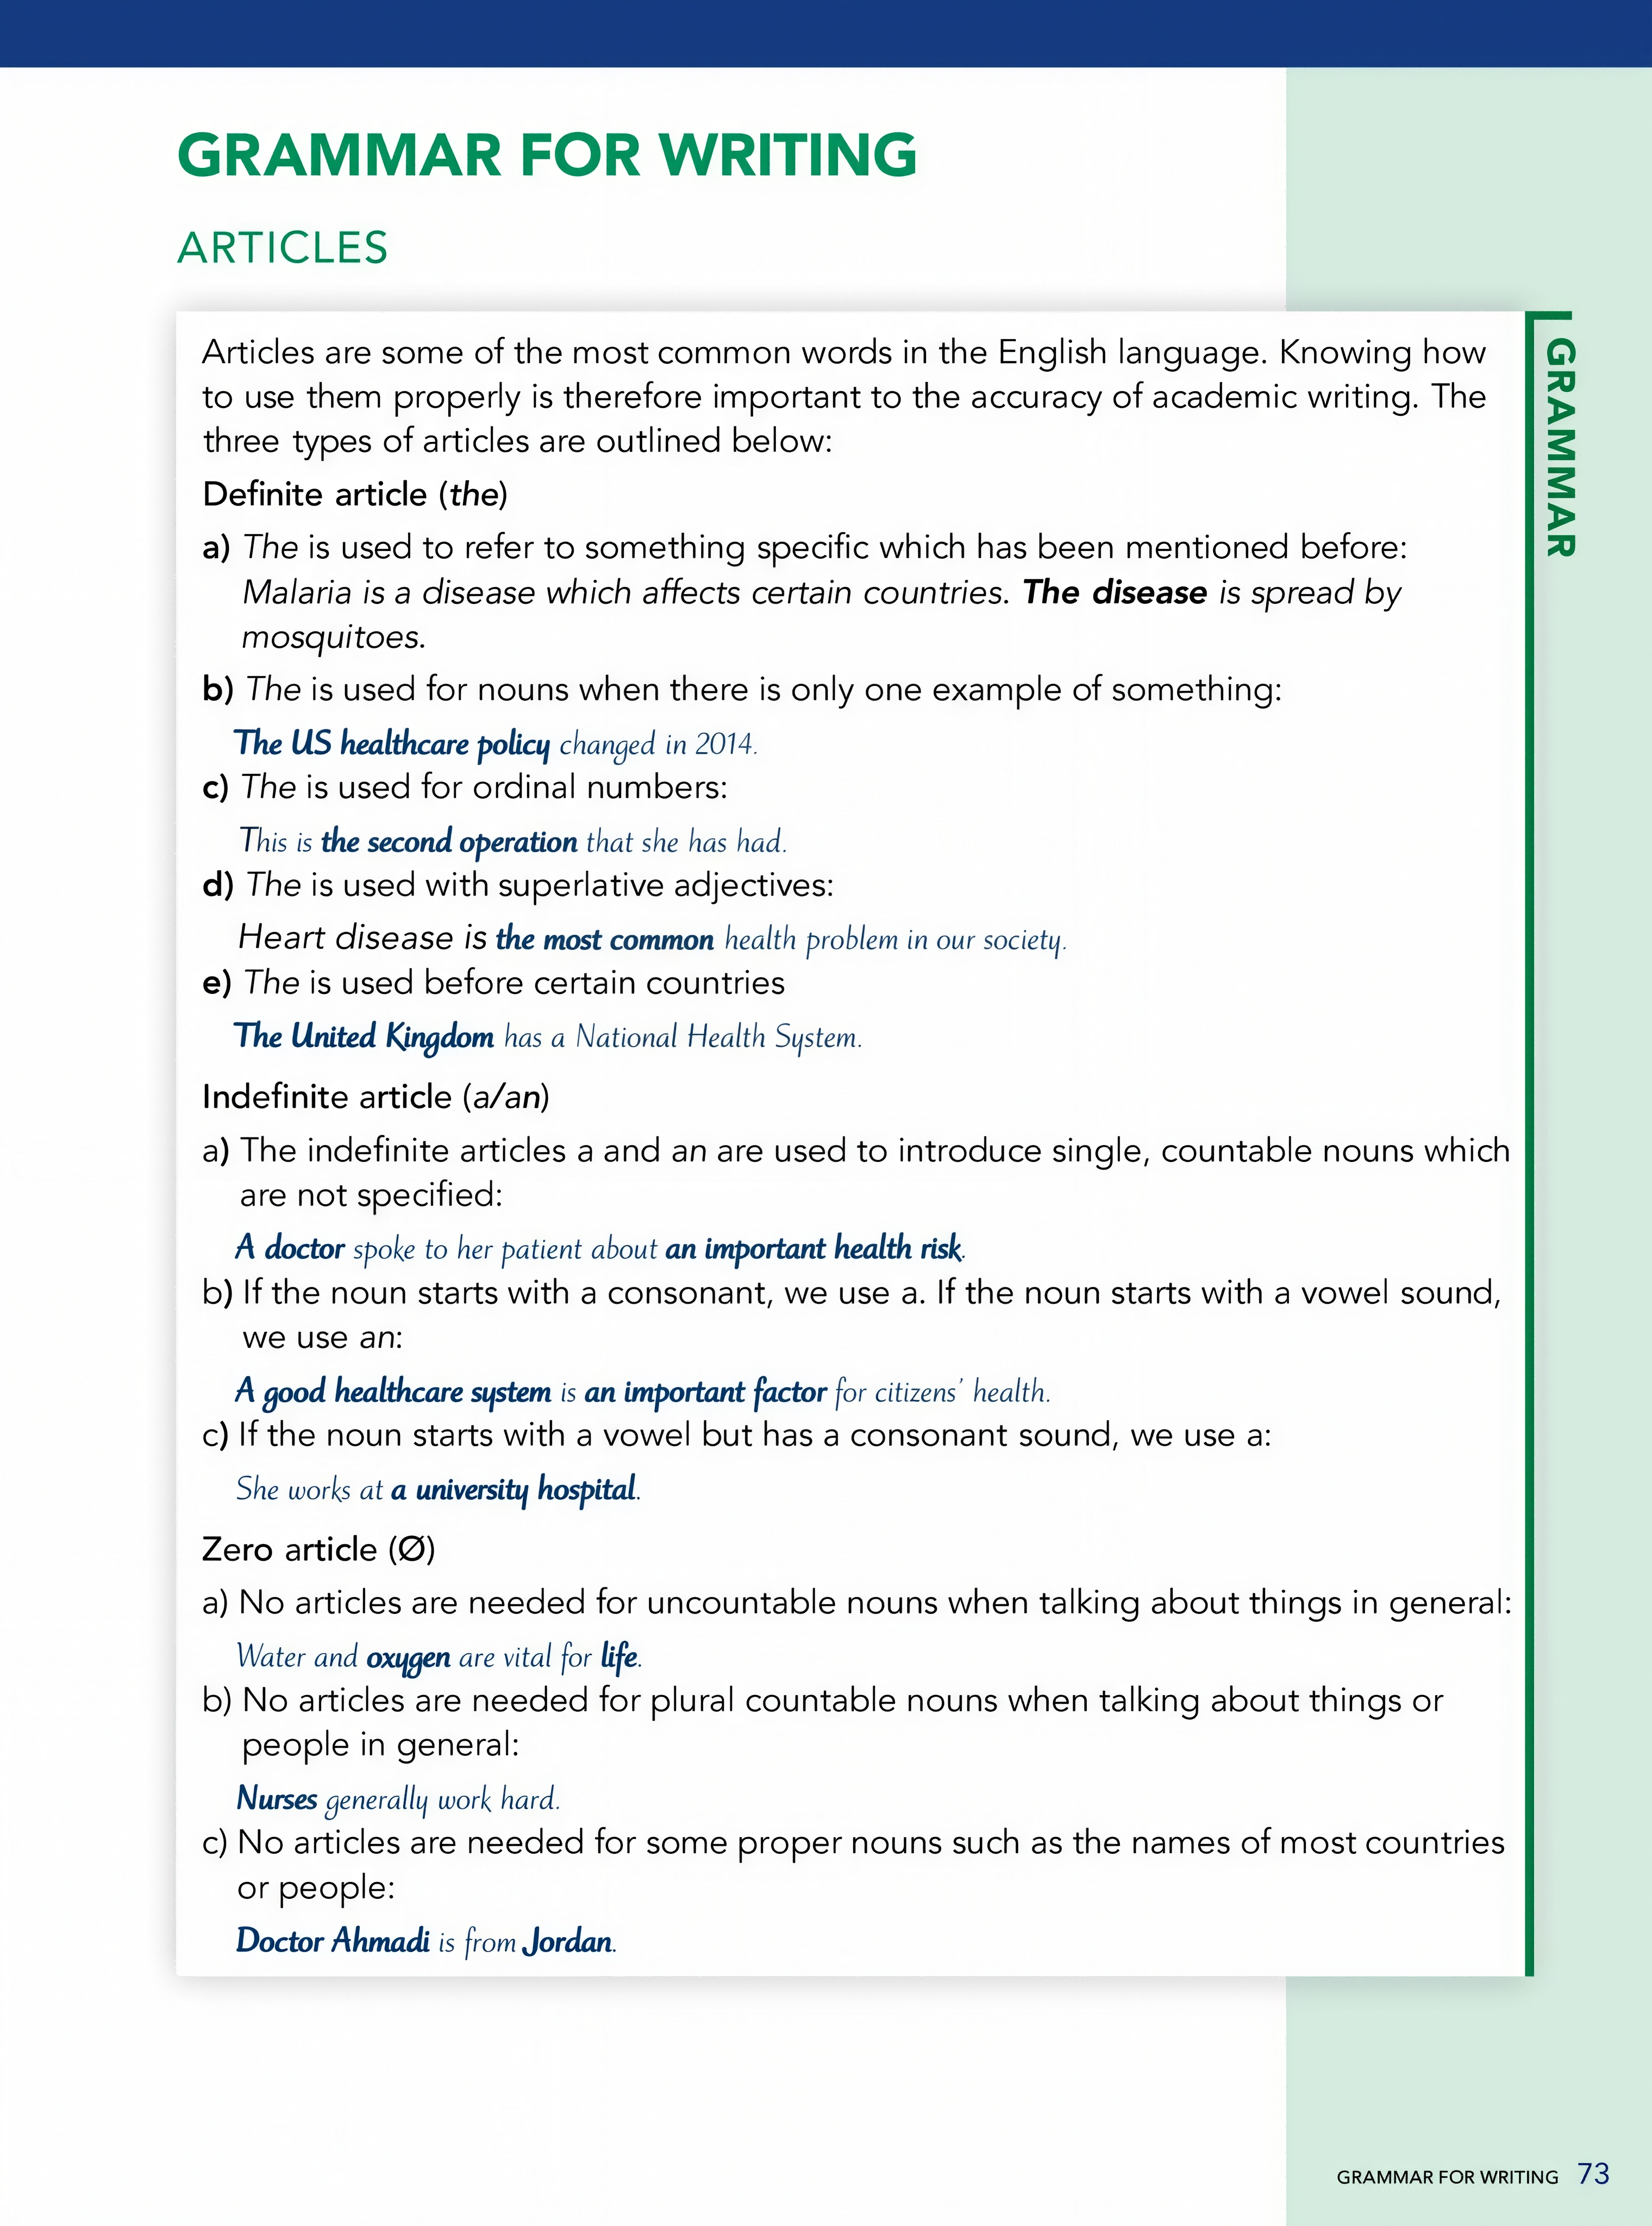 GRAMMAR FOR WRITING
ARTICLES
GRAMMAR
Articles are some of the most common words in the English language. Knowing how
to use them properly is therefore important to the accuracy of academic writing. The
three types of articles are outlined below:
Definite article (the)
a) The is used to refer to something specific which has been mentioned before:
Malaria is a disease which affects certain countries. The disease is spread by
mosquitoes.
b) The is used for nouns when there is only one example of something:
The US healthcare policy changed in 2014.
c) The is used for ordinal numbers:
This is the second operation that she has had.
d) The is used with superlative adjectives:
Heart disease is the most common health problem in our society.
e) The is used before certain countries
The United Kingdom has a National Health System.
Indefinite article (a/an)
a) The indefinite articles a and an are used to introduce single, countable nouns which
are not specified:
A doctor spoke to her patient about an important health risk.
b) If the noun starts with a consonant, we use a. If the noun starts with a vowel sound,
we use an:
A good healthcare system is an important factor for citizens' health.
c) If the noun starts with a vowel but has a consonant sound, we use a:
She works at a university hospital.
Zero article (Ø)
a) No articles are needed for uncountable nouns when talking about things in general:
Water and oxygen are vital for life.
b) No articles are needed for plural countable nouns when talking about things or
people in general:
Nurses generally work hard.
c) No articles are needed for some proper nouns such as the names of most countries
or people:
Doctor Ahmadi is from Jordan.
GRAMMAR FOR WRITING 73